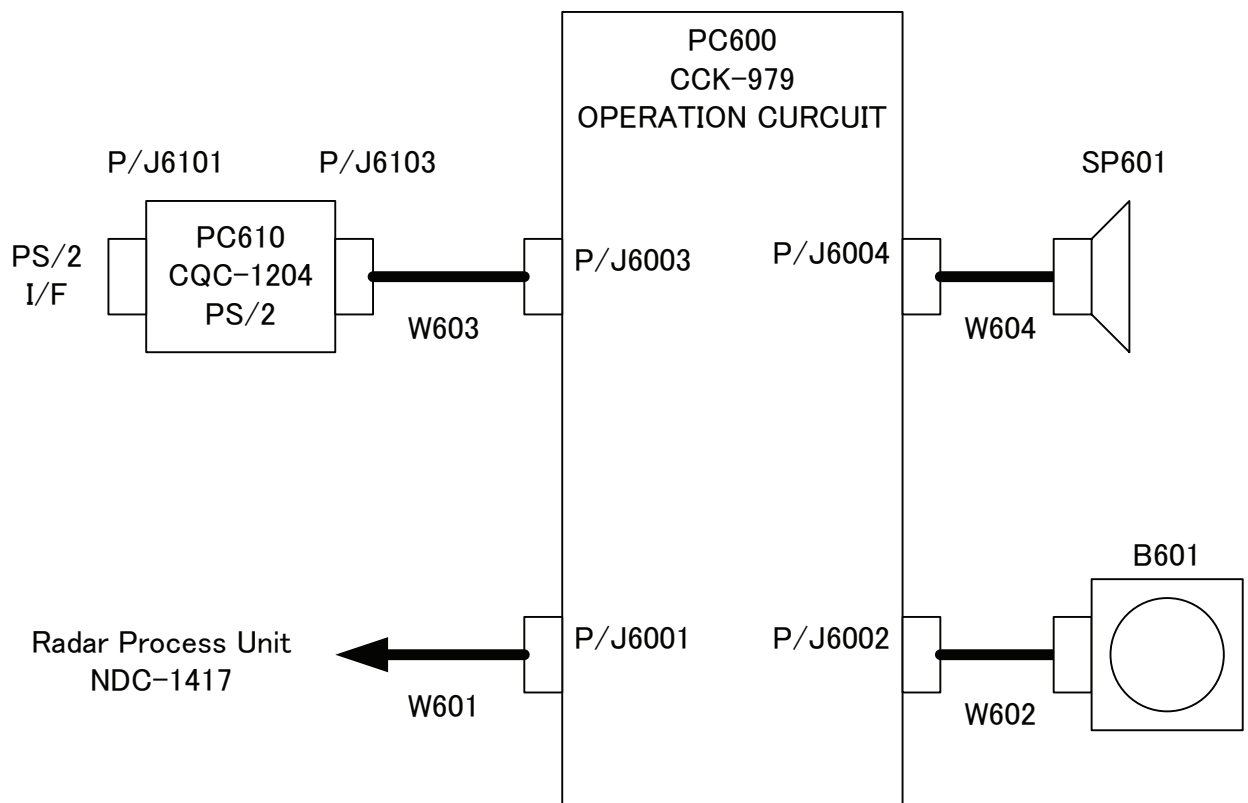 PC600
CCK-979
OPERATION CURCUIT
P/J6101
P/J6103
SP601
PS/2
I/F
PC610
CQC-1204
PS/2
P/J6003
P/J6004
W603
W604
B601
Radar Process Unit
NDC-1417
P/J6001
P/J6002
W601
W602